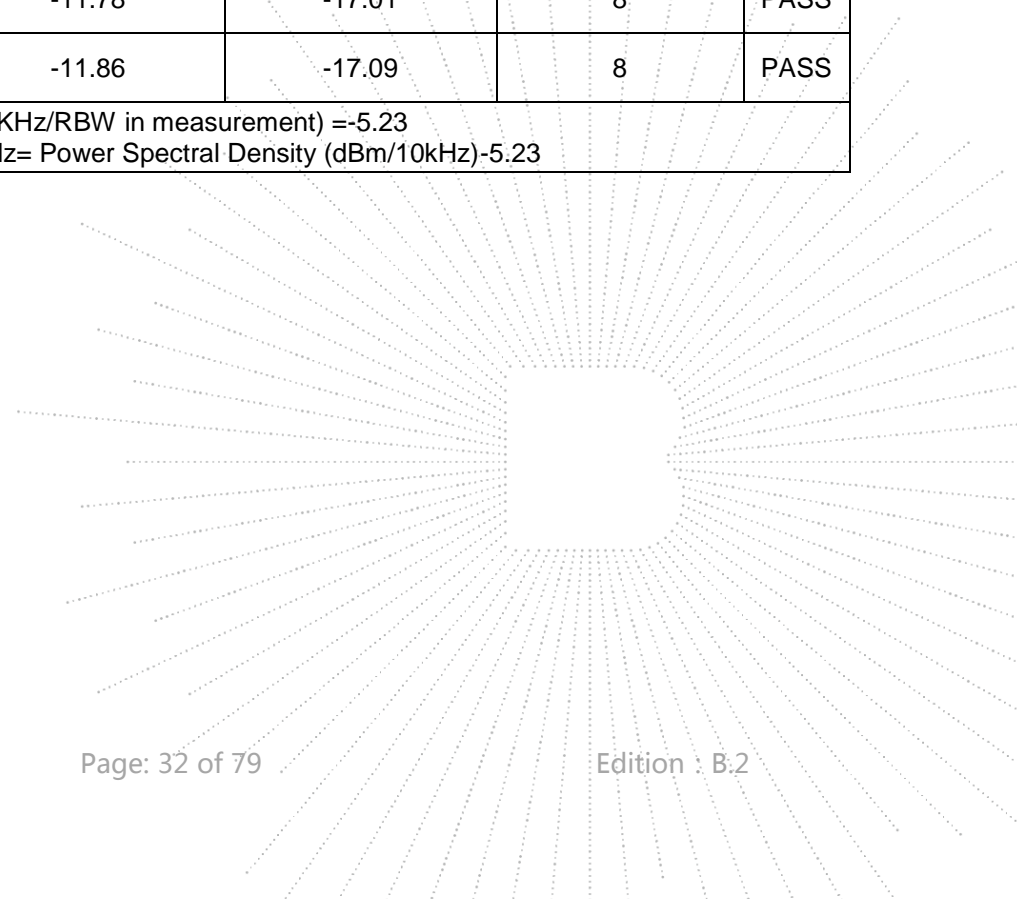 -11.78 -17.01 8 PASS
-11.86 -17.09 8 PASS
KHz/RBW in measurement) =-5.23
z= Power Spectral Density (dBm/10kHz)-5.23
Page: 32 of 79 Edition : B.2